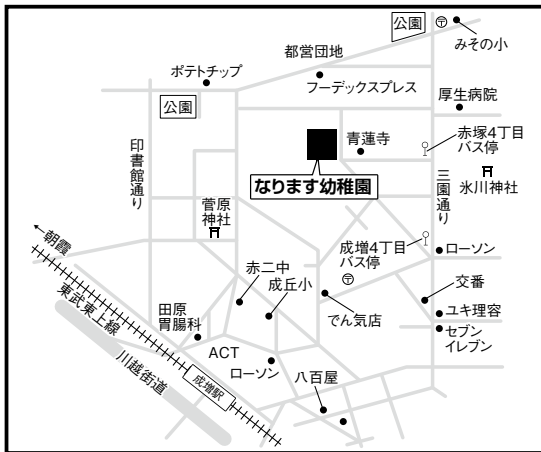 公園
〒
みその小
都営団地
フーデックスプレス
ポテトチップ
公園
厚生病院
赤塚4丁目
バス停
青蓮寺
印書館通り
三園通り
氷川神社
なります幼稚園
菅原
神社
朝霞
成増4丁目
バス停
〒
ローソン
赤二中
成丘小
交番
でん気店
ユキ理容
東武東上線
田原
胃腸科
セブン
イレブン
川越街道
ACT
ローソン
成増駅
八百屋